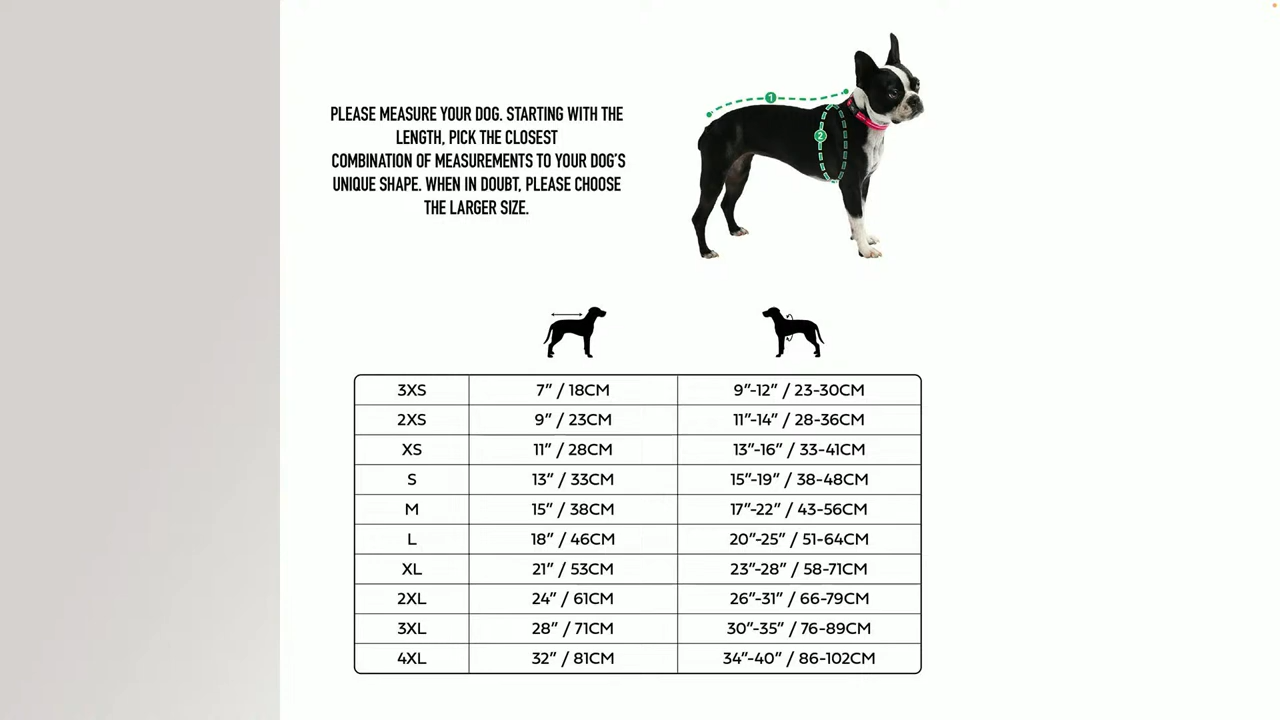 PLEASE MEASURE YOUR DOG. STARTING WITH THE
LENGTH, PICK THE CLOSEST
COMBINATION OF MEASUREMENTS TO YOUR DOG'S
UNIQUE SHAPE. WHEN IN DOUBT, PLEASE CHOOSE
THE LARGER SIZE.
1
2
3XS 7" / 18CM 9"-12" / 23-30CM
2XS 9" / 23CM 11"-14" / 28-36CM
XS 11" / 28CM 13"-16" / 33-41CM
S 13" / 33CM 15"-19" / 38-48CM
M 15" / 38CM 17"-22" / 43-56CM
L 18" / 46CM 20"-25" / 51-64CM
XL 21" / 53CM 23"-28" / 58-71CM
2XL 24" / 61CM 26"-31" / 66-79CM
3XL 28" / 71CM 30"-35" / 76-89CM
4XL 32" / 81CM 34"-40" / 86-102CM